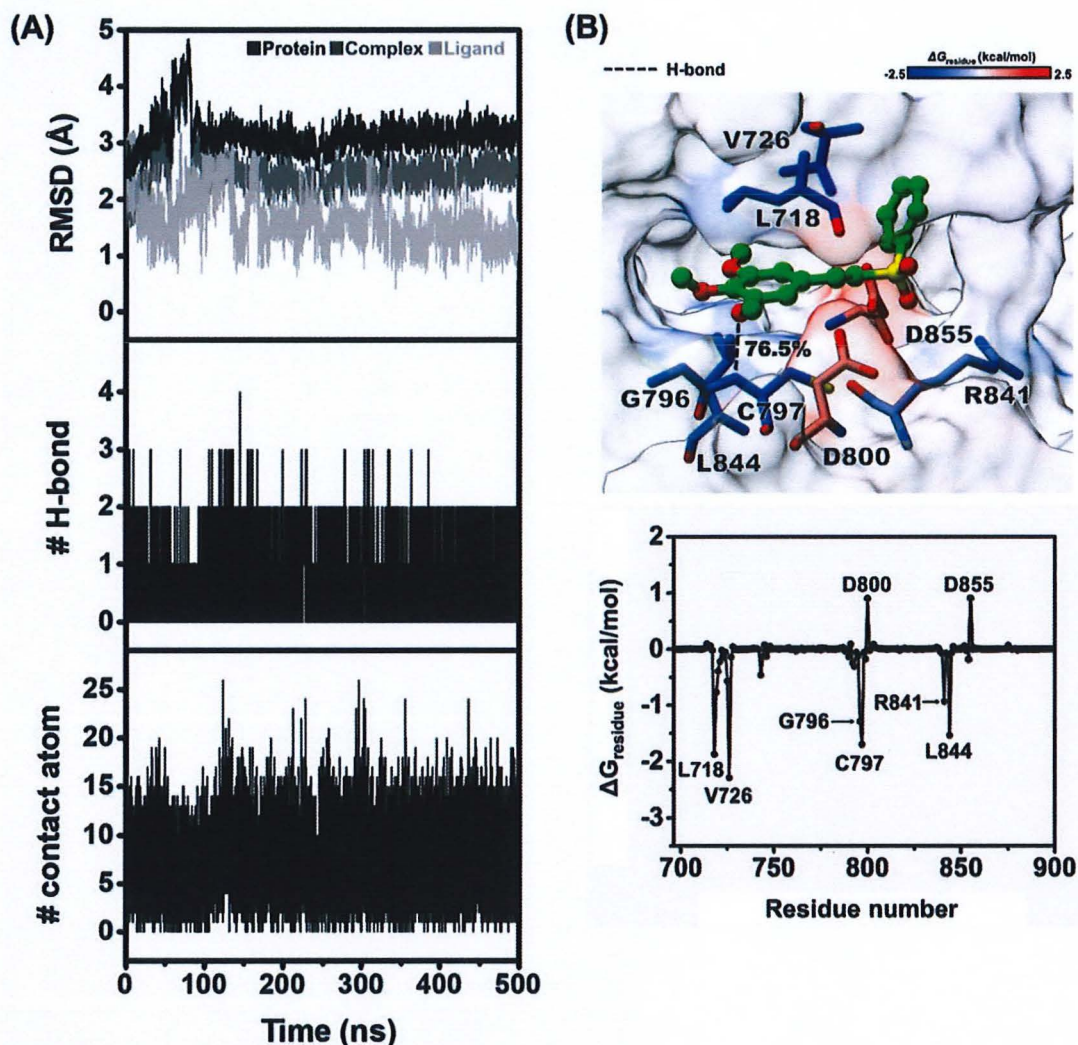 (A)
Protein Complex Ligand
RMSD (Å)
5
4
3
2
1
0
# H-bond
4
3
2
1
0
# contact atom
25
20
15
10
5
0
0 100 200 300 400 500
Time (ns)
(B)
H-bond
ΔGresidue (kcal/mol)
-2.5 2.5
V726
L718
D855
76.5%
G796
C797
R841
L844
D800
ΔGresidue (kcal/mol)
2
1
0
-1
-2
-3
D800 D855
G796
R841
L718
C797
L844
V726
700 750 800 850 900
Residue number